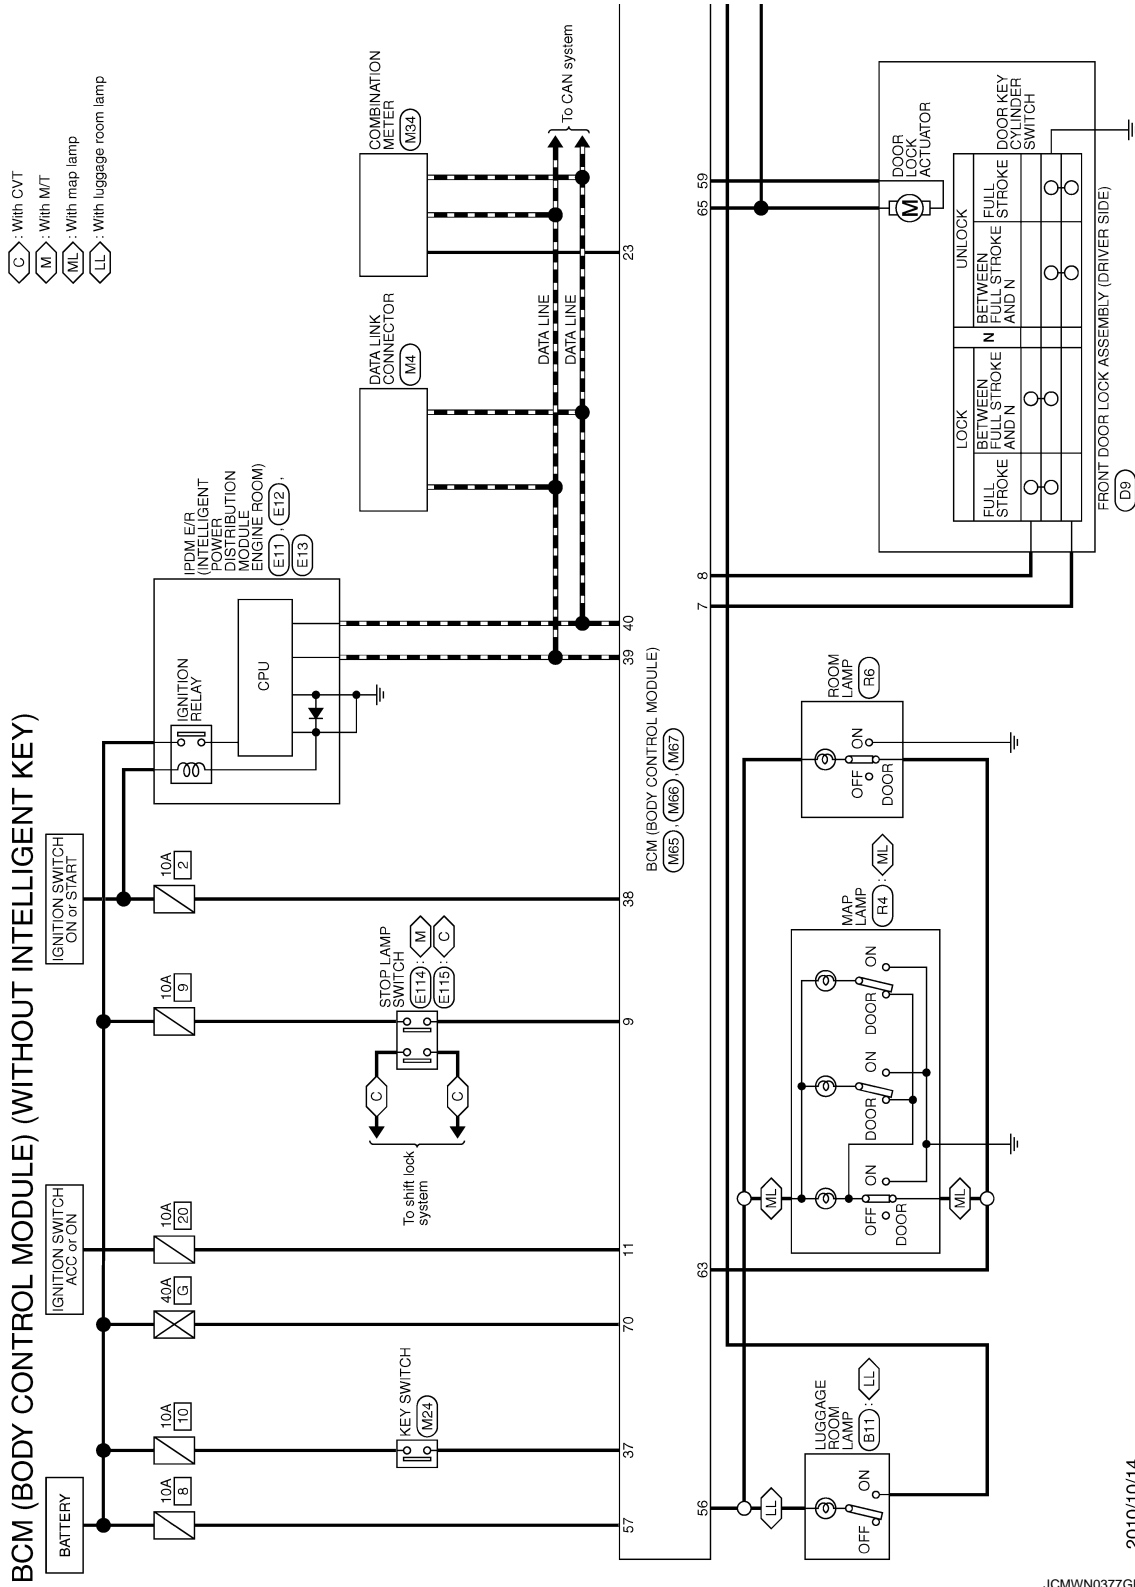 BCM (BODY CONTROL MODULE) (WITHOUT INTELLIGENT KEY)
C : With CVT
M : With M/T
ML : With map lamp
LL : With luggage room lamp
BATTERY
IGNITION SWITCH
ACC or ON
IGNITION SWITCH
ON or START
10A
8
10A
10
40A
G
10A
20
10A
9
10A
2
KEY SWITCH
M24
STOP LAMP
SWITCH
E114 : M
E115 : C
C
C
To shift lock
system
IGNITION
RELAY
CPU
IPDM E/R
(INTELLIGENT
POWER
DISTRIBUTION
MODULE
ENGINE ROOM)
E11 , E12 ,
E13
DATA LINK
CONNECTOR
M4
COMBINATION
METER
M34
DATA LINE
DATA LINE
To CAN system
57
37
70
11
9
38
39
40
23
BCM (BODY CONTROL MODULE)
M65 , M66 , M67
56
63
7
8
65
59
LUGGAGE
ROOM
LAMP
B11 : LL
LL
OFF
ON
MAP
LAMP
R4 : ML
ML
ML
OFF
ON
DOOR
ON
DOOR
ON
DOOR
ROOM
LAMP
R6
OFF
ON
DOOR
DOOR
LOCK
ACTUATOR
M
DOOR KEY
CYLINDER
SWITCH
LOCK
N
UNLOCK
FULL
STROKE
BETWEEN
FULL STROKE
AND N
BETWEEN
FULL STROKE
AND N
FULL
STROKE
FRONT DOOR LOCK ASSEMBLY (DRIVER SIDE)
D9
2010/10/14